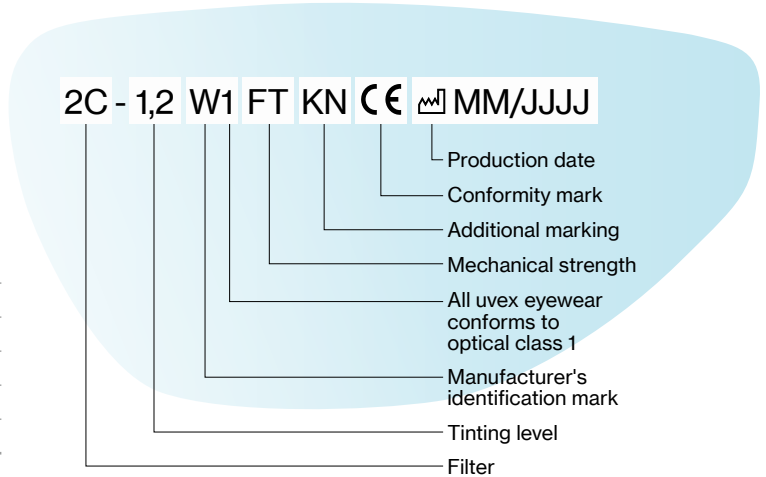 2C - 1,2 W1 FT KN CE MM/JJJJ
Production date
Conformity mark
Additional marking
Mechanical strength
All uvex eyewear
conforms to
optical class 1
Manufacturer's
identification mark
Tinting level
Filter